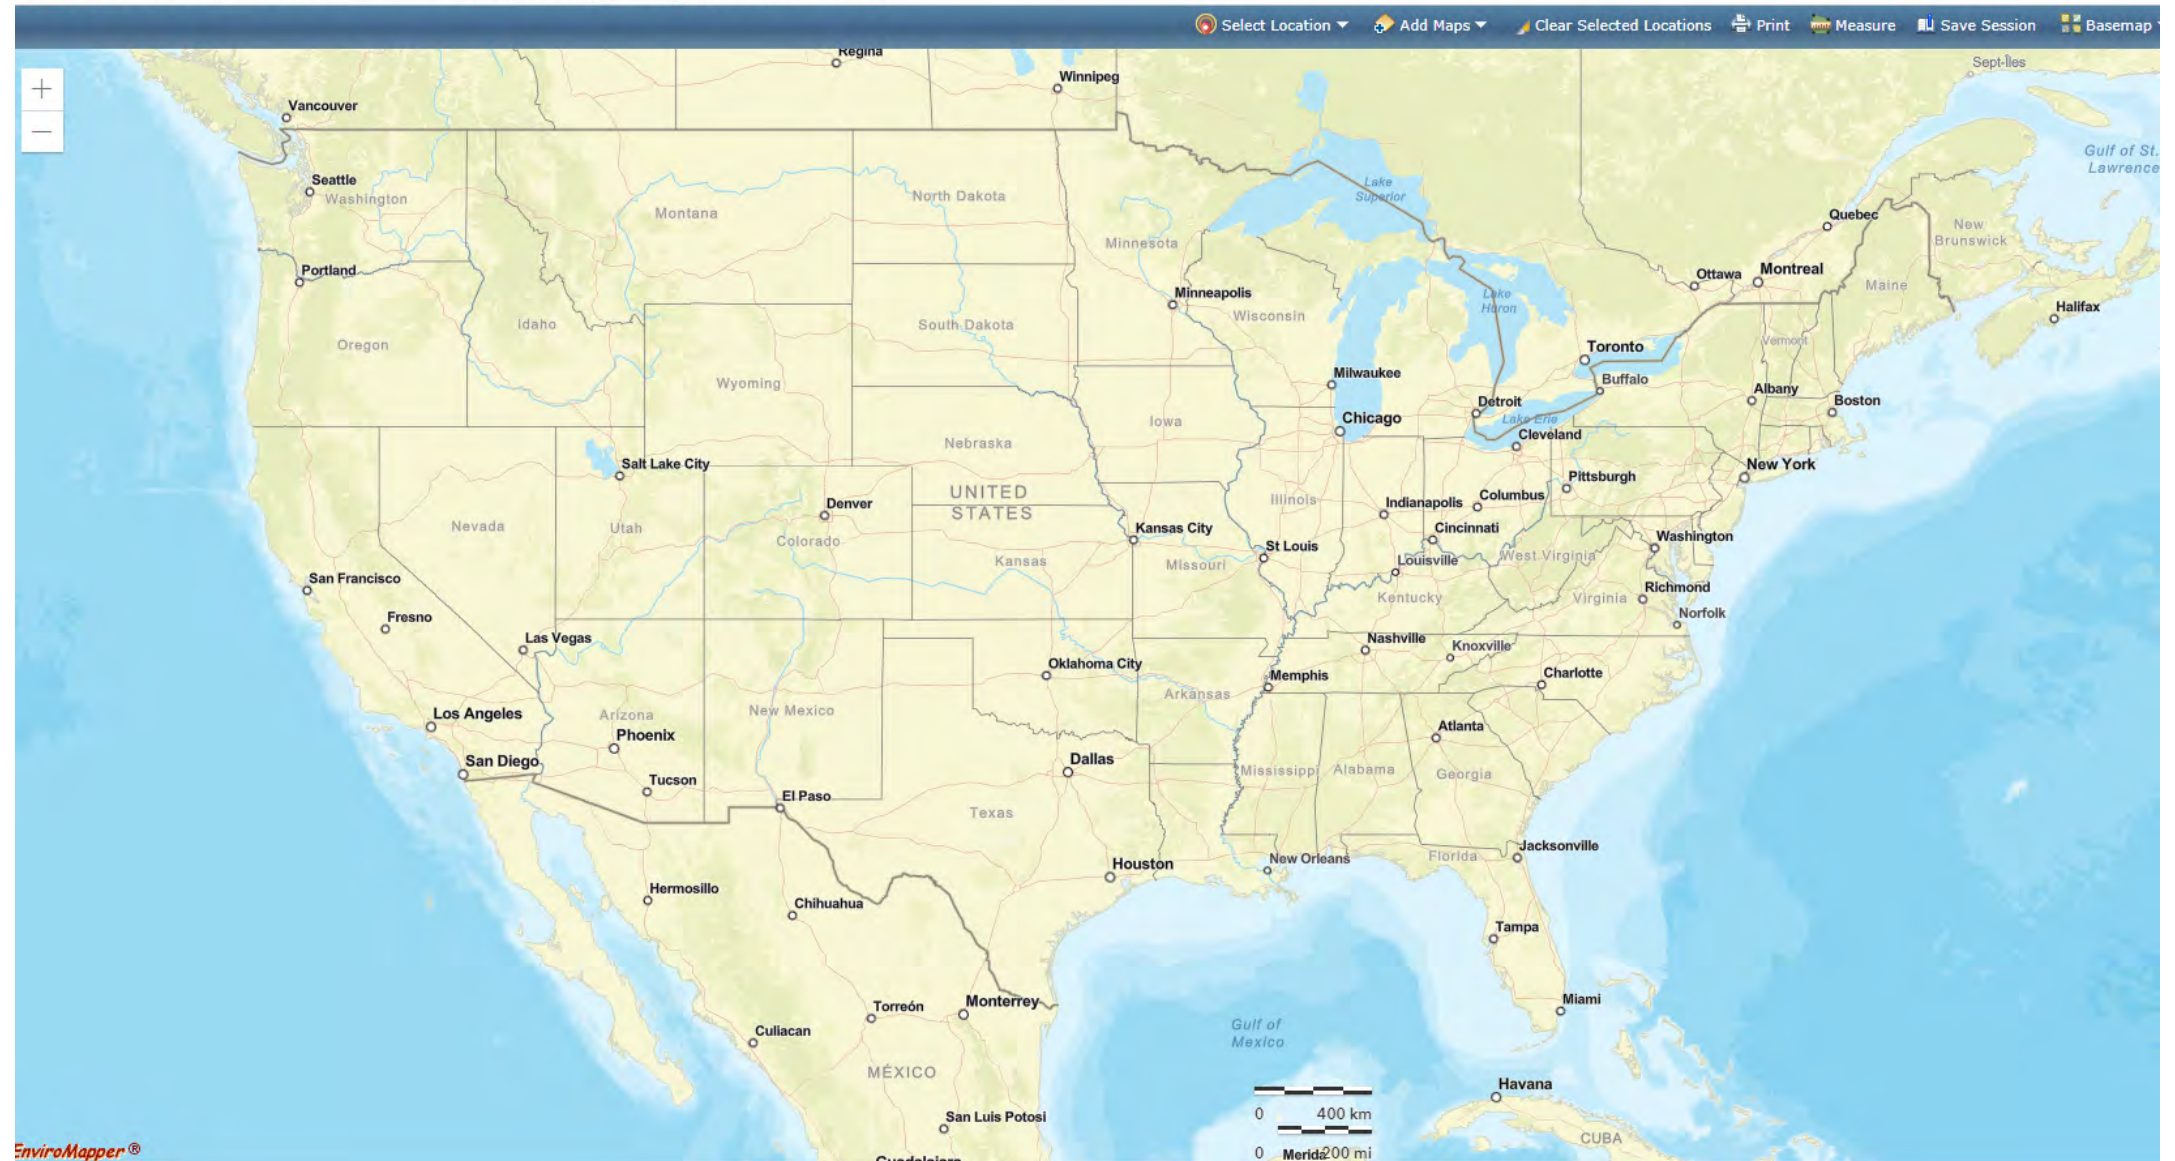 Select Location
Add Maps
Clear Selected Locations
Print
Measure
Save Session
Basemap
+
−
Regina
Winnipeg
Sept-Îles
Vancouver
Gulf of St.
Lawrence
Seattle
Washington
Montana
North Dakota
Lake
Superior
Quebec
New
Brunswick
Minnesota
Portland
Ottawa
Montreal
Maine
Minneapolis
Lake
Huron
Halifax
Idaho
South Dakota
Wisconsin
Oregon
Toronto
Vermont
Wyoming
Milwaukee
Buffalo
Albany
Detroit
Boston
Chicago
Lake Erie
Iowa
Cleveland
Nebraska
Salt Lake City
New York
Pittsburgh
UNITED
STATES
Denver
Illinois
Indianapolis
Columbus
Nevada
Utah
Colorado
Kansas City
Cincinnati
Washington
St Louis
West Virginia
Kansas
Missouri
Louisville
San Francisco
Kentucky
Virginia
Richmond
Fresno
Norfolk
Las Vegas
Nashville
Knoxville
Oklahoma City
Memphis
Charlotte
Arkansas
Los Angeles
Arizona
New Mexico
Atlanta
Phoenix
San Diego
Dallas
Mississippi
Alabama
Georgia
Tucson
El Paso
Texas
Jacksonville
Florida
New Orleans
Houston
Hermosillo
Chihuahua
Tampa
Miami
Torreón
Monterrey
Culiacan
Gulf of
Mexico
MÉXICO
Havana
0 400 km
San Luis Potosi
CUBA
EnviroMapper ®
0 200 mi
Merida
Guadalajara